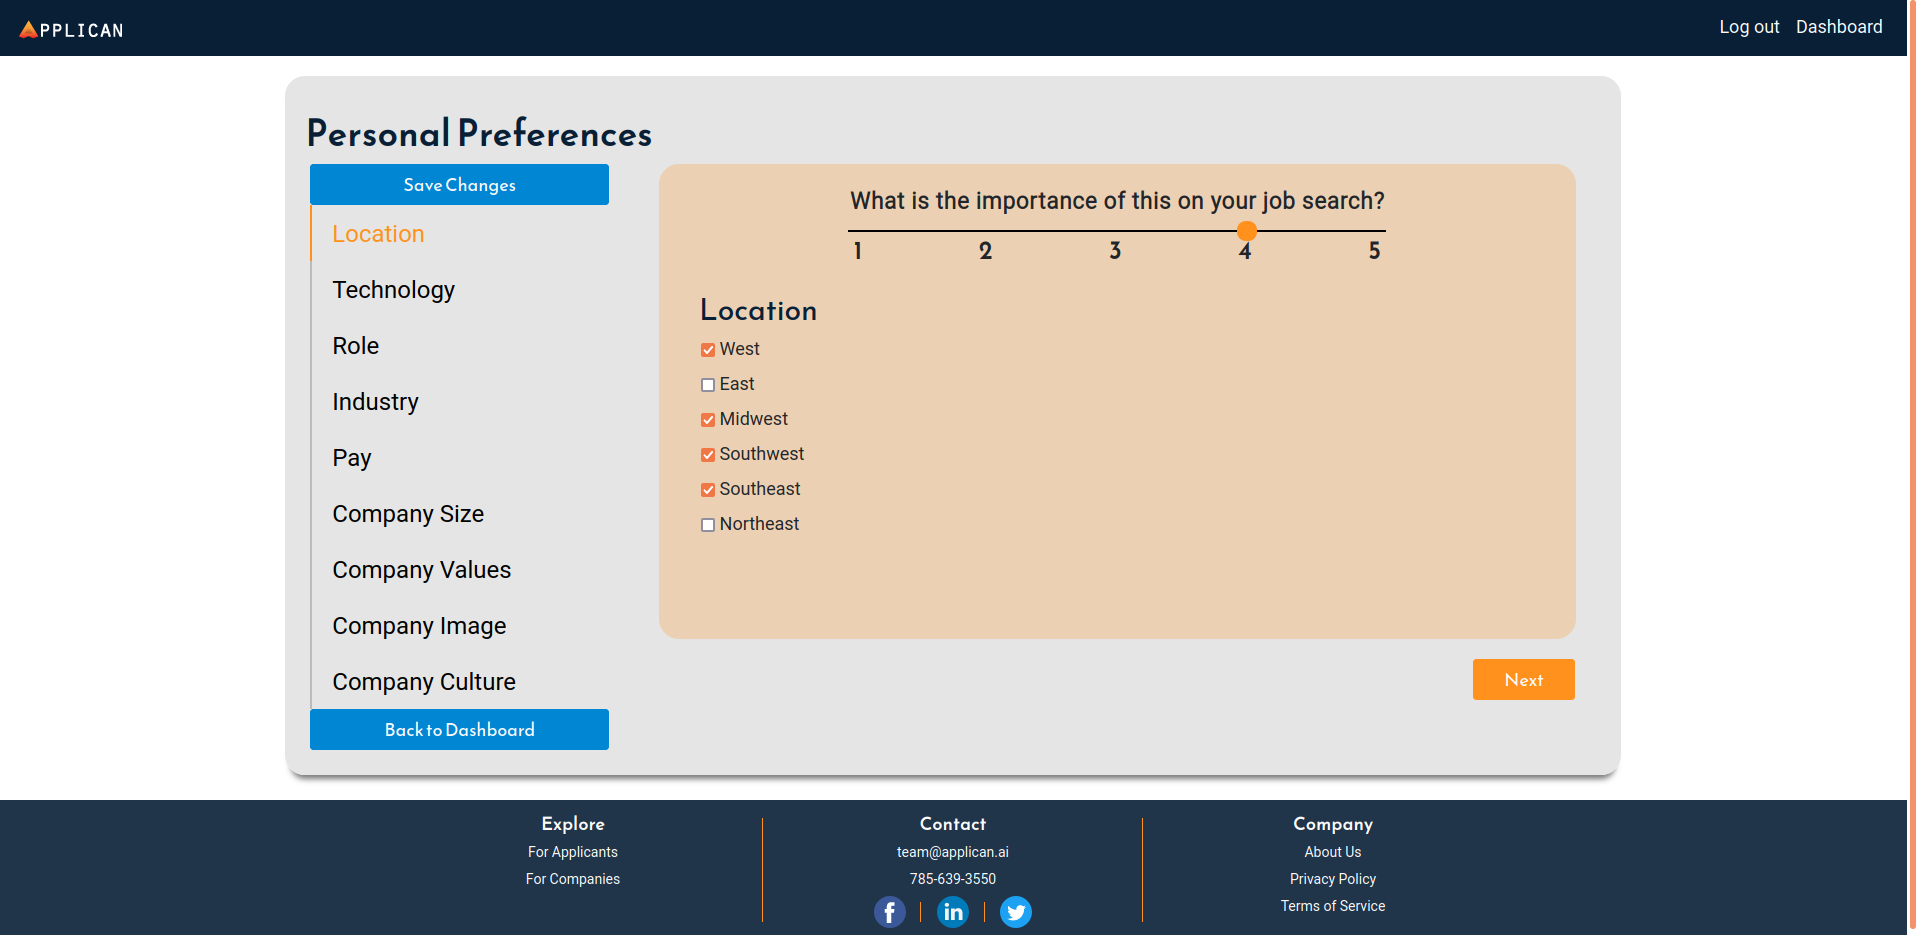 APPLICAN
Log out Dashboard
Personal Preferences
Save Changes
Location
Technology
Role
Industry
Pay
Company Size
Company Values
Company Image
Company Culture
Back to Dashboard
What is the importance of this on your job search?
1 2 3 4 5
Location
West
East
Midwest
Southwest
Southeast
Northeast
Next
Explore
For Applicants
For Companies
Contact
team@applican.ai
785-639-3550
f in
Company
About Us
Privacy Policy
Terms of Service